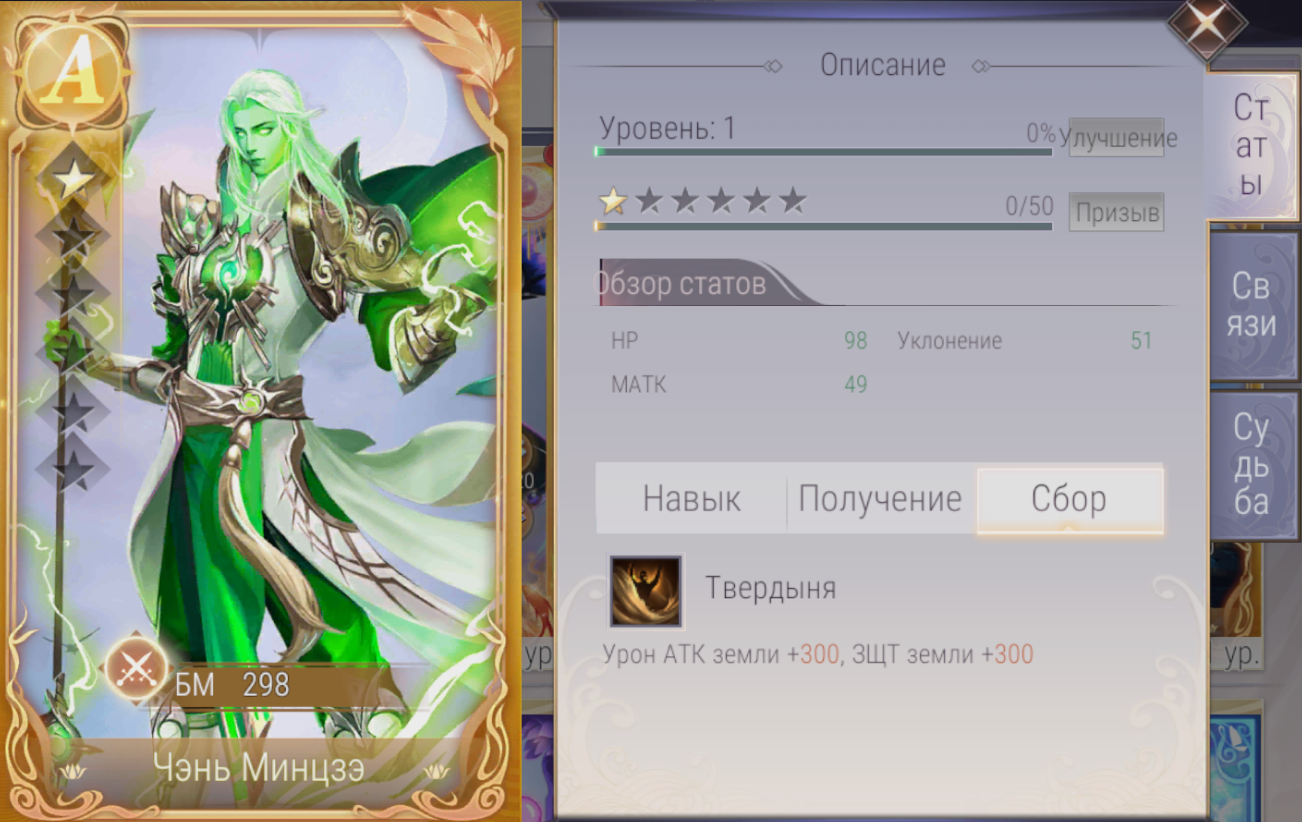 A
БМ 298
Чэнь Минцзэ
Описание
Уровень: 1
0%
Улучшение
0/50
Призыв
Обзор статов
HP 98 Уклонение 51
МАТК 49
Навык
Получение
Сбор
Твердыня
Урон АТК земли +300, ЗЩТ земли +300
Ст
ат
ы
Св
язи
Су
дь
ба
ур
ур.